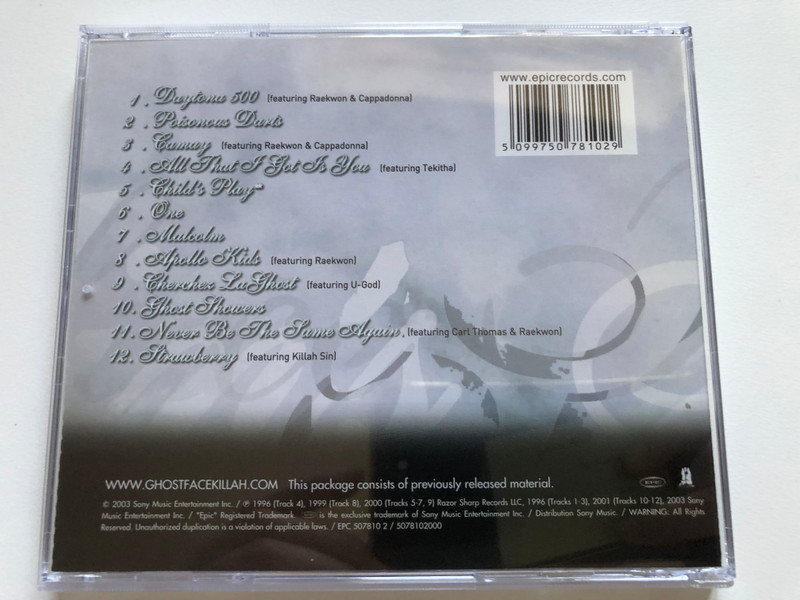 www.epicrecords.com
5 099750 781029
1 . Daytona 500 (featuring Raekwon & Cappadonna)
2 . Poisonous Darts
3 . Camay (featuring Raekwon & Cappadonna)
4 . All That I Got Is You (featuring Tekitha)
5 . Child's Play
6 . One
7 . Malcolm
8 . Apollo Kids (featuring Raekwon)
9 . Cherchez LaGhost (featuring U-God)
10. Ghost Showers
11. Never Be The Same Again. (featuring Carl Thomas & Raekwon)
12. Strawberry (featuring Killah Sin)
WWW.GHOSTFACEKILLAH.COM This package consists of previously released material.
© 2003 Sony Music Entertainment Inc. / ℗ 1996 (Track 4), 1999 (Track 8), 2000 (Tracks 5-7, 9) Razor Sharp Records LLC, 1996 (Tracks 1-3), 2001 (Tracks 10-12), 2003 Sony
Music Entertainment Inc. / "Epic" Registered Trademark. is the exclusive trademark of Sony Music Entertainment Inc. / Distribution Sony Music. / WARNING: All Rights
Reserved. Unauthorized duplication is a violation of applicable laws. / EPC 507810 2 / 5078102000